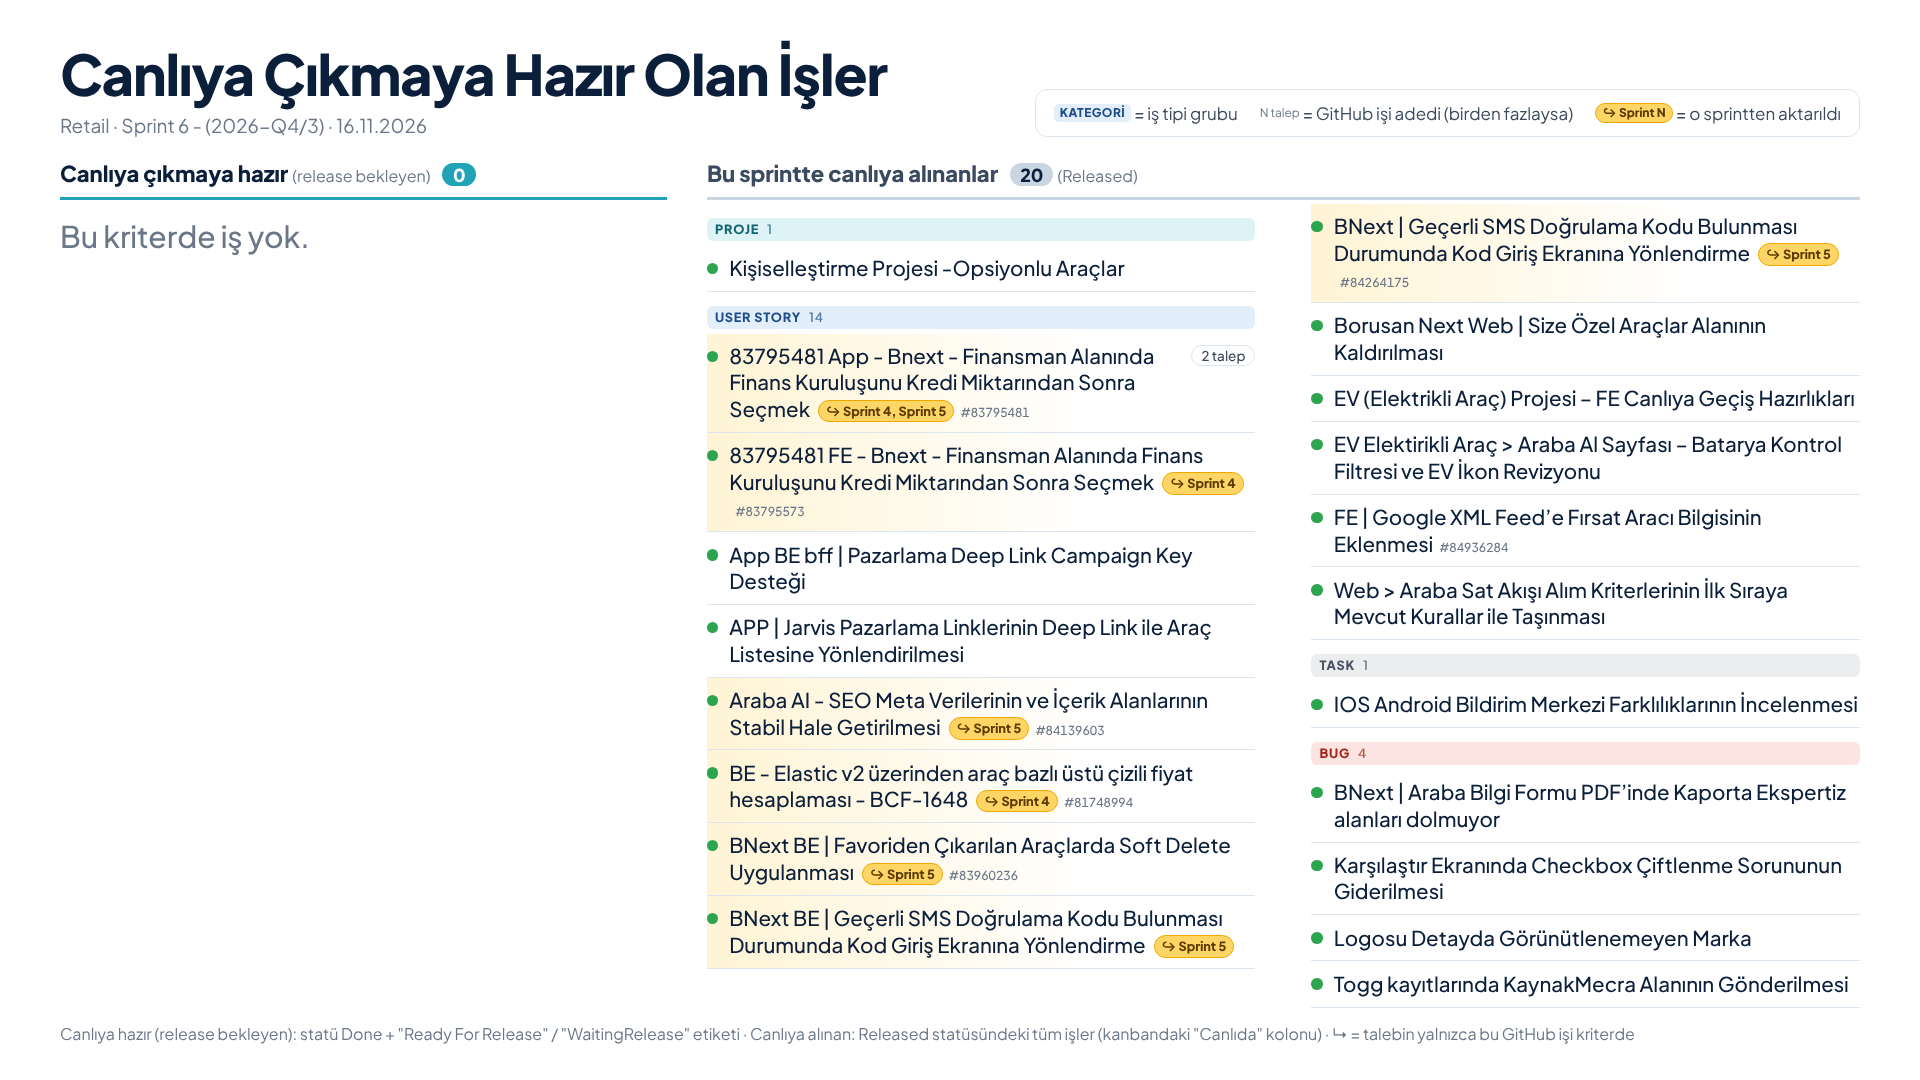 Canlıya Çıkmaya Hazır Olan İşler
Retail · Sprint 6 - (2026–Q4/3) · 16.11.2026
KATEGORİ = iş tipi grubu N talep = GitHub işi adedi (birden fazlaysa) ↪ Sprint N = o sprintten aktarıldı
Canlıya çıkmaya hazır (release bekleyen) 0
Bu kriterde iş yok.
Bu sprintte canlıya alınanlar 20 (Released)
PROJE 1
Kişiselleştirme Projesi -Opsiyonlu Araçlar
USER STORY 14
83795481 App - Bnext - Finansman Alanında 2 talep
Finans Kuruluşunu Kredi Miktarından Sonra
Seçmek ↪ Sprint 4, Sprint 5 #83795481
83795481 FE - Bnext - Finansman Alanında Finans
Kuruluşunu Kredi Miktarından Sonra Seçmek ↪ Sprint 4
#83795573
App BE bff | Pazarlama Deep Link Campaign Key
Desteği
APP | Jarvis Pazarlama Linklerinin Deep Link ile Araç
Listesine Yönlendirilmesi
Araba Al - SEO Meta Verilerinin ve İçerik Alanlarının
Stabil Hale Getirilmesi ↪ Sprint 5 #84139603
BE - Elastic v2 üzerinden araç bazlı üstü çizili fiyat
hesaplaması - BCF-1648 ↪ Sprint 4 #81748994
BNext BE | Favoriden Çıkarılan Araçlarda Soft Delete
Uygulanması ↪ Sprint 5 #83960236
BNext BE | Geçerli SMS Doğrulama Kodu Bulunması
Durumunda Kod Giriş Ekranına Yönlendirme ↪ Sprint 5
BNext | Geçerli SMS Doğrulama Kodu Bulunması
Durumunda Kod Giriş Ekranına Yönlendirme ↪ Sprint 5
#84264175
Borusan Next Web | Size Özel Araçlar Alanının
Kaldırılması
EV (Elektrikli Araç) Projesi – FE Canlıya Geçiş Hazırlıkları
EV Elektirikli Araç > Araba Al Sayfası – Batarya Kontrol
Filtresi ve EV İkon Revizyonu
FE | Google XML Feed’e Fırsat Aracı Bilgisinin
Eklenmesi #84936284
Web > Araba Sat Akışı Alım Kriterlerinin İlk Sıraya
Mevcut Kurallar ile Taşınması
TASK 1
IOS Android Bildirim Merkezi Farklılıklarının İncelenmesi
BUG 4
BNext | Araba Bilgi Formu PDF’inde Kaporta Ekspertiz
alanları dolmuyor
Karşılaştır Ekranında Checkbox Çiftlenme Sorununun
Giderilmesi
Logosu Detayda Görünütlenemeyen Marka
Togg kayıtlarında KaynakMecra Alanının Gönderilmesi
Canlıya hazır (release bekleyen): statü Done + "Ready For Release" / "WaitingRelease" etiketi · Canlıya alınan: Released statüsündeki tüm işler (kanbandaki "Canlıda" kolonu) · ↪ = talebin yalnızca bu GitHub işi kriterde